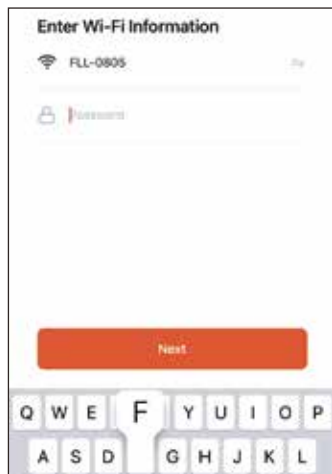 Enter Wi-Fi Information
FLL-0805
Password
Next
Q W E F Y U I O P
A S D G H J K L